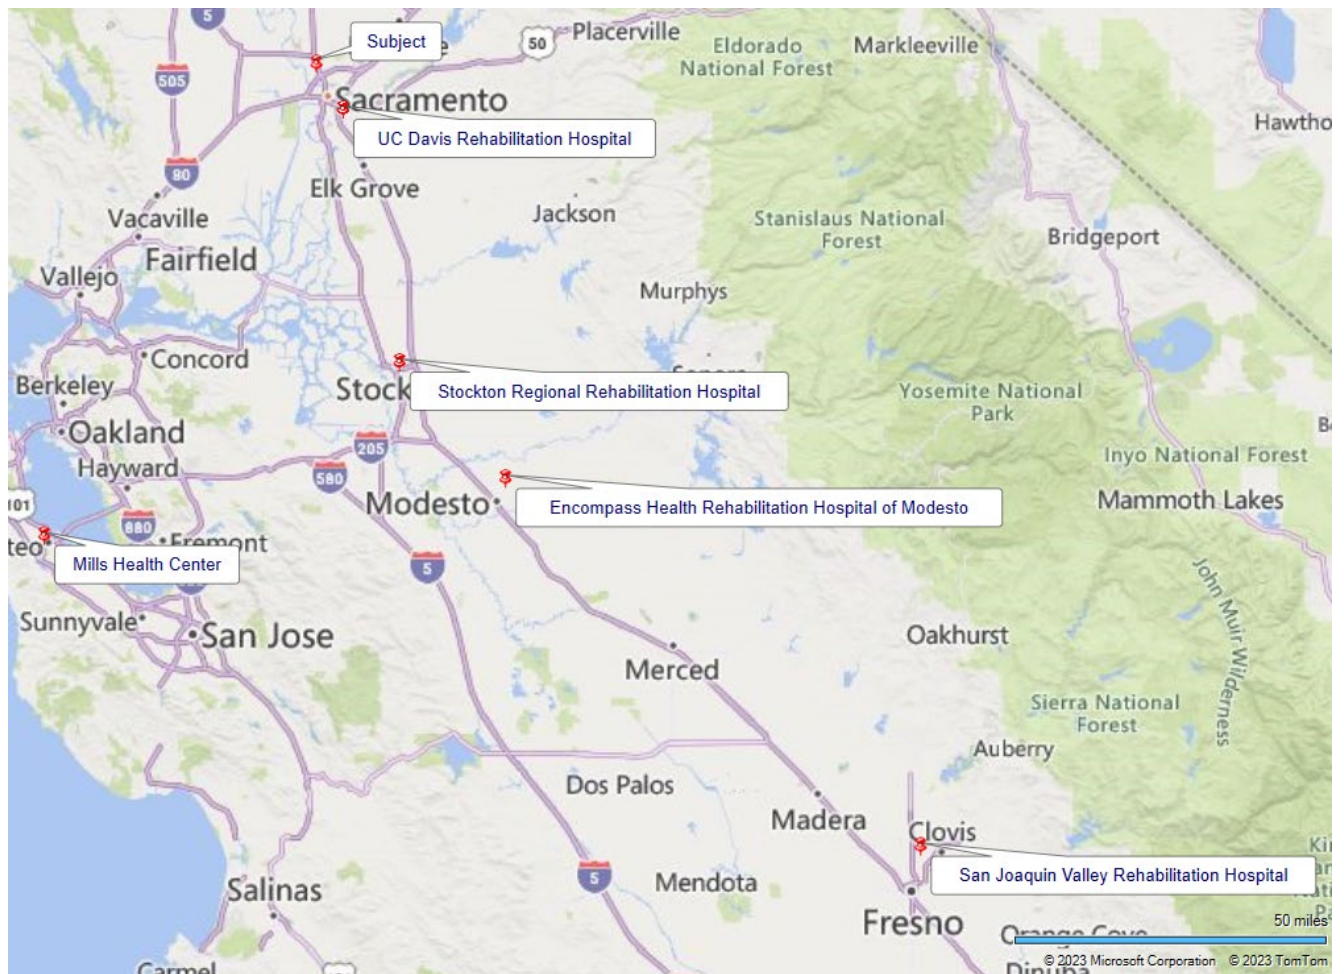 5
Subject
50
Placerville
Eldorado
National Forest
Markleeville
505
Sacramento
UC Davis Rehabilitation Hospital
80
Elk Grove
Vacaville
Jackson
Stanislaus National
Forest
Bridgeport
Fairfield
Vallejo
Murphys
Concord
Berkeley
Stockton Regional Rehabilitation Hospital
Yosemite National
Park
Oakland
205
Hayward
580
Inyo National Forest
Mammoth Lakes
101
880
Modesto
Encompass Health Rehabilitation Hospital of Modesto
Fremont
Mills Health Center
5
John Muir Wilderness
Sunnyvale
San Jose
Oakhurst
Merced
Sierra National
Forest
Auberry
Dos Palos
Madera
Clovis
San Joaquin Valley Rehabilitation Hospital
5
Mendota
Salinas
Fresno
50 miles
Orange Cove
© 2023 Microsoft Corporation © 2023 TomTom